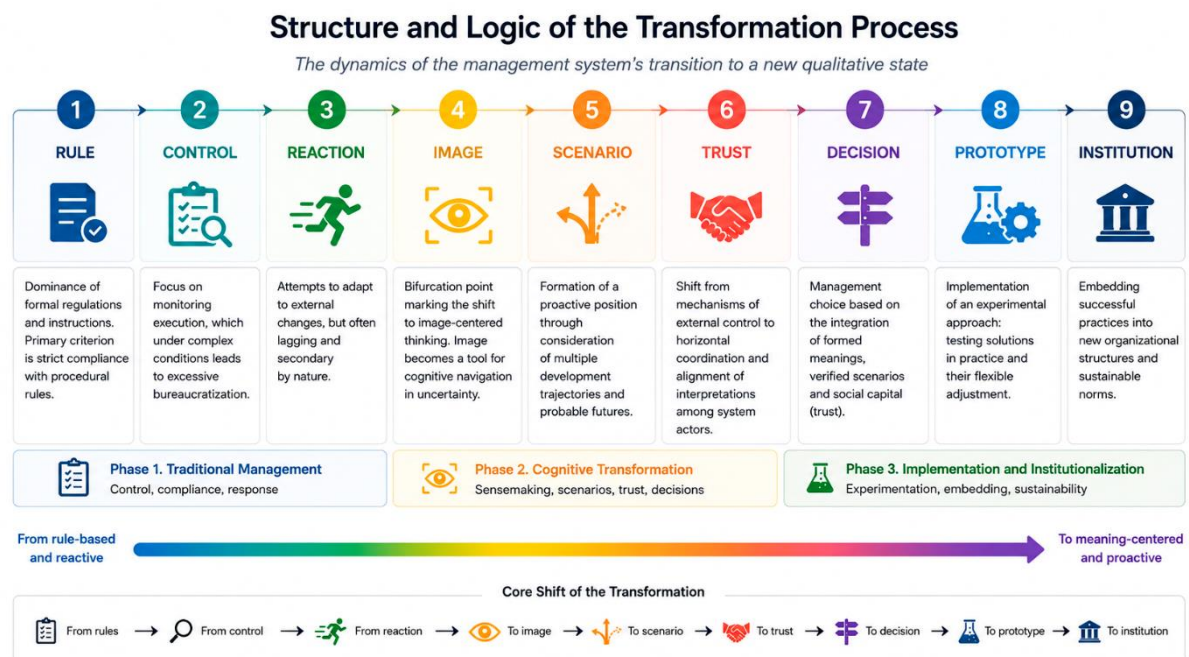 Structure and Logic of the Transformation Process
The dynamics of the management system's transition to a new qualitative state
1
2
3
4
5
6
7
8
9
RULE
CONTROL
REACTION
IMAGE
SCENARIO
TRUST
DECISION
PROTOTYPE
INSTITUTION
Dominance of
formal regulations
and instructions.
Primary criterion
is strict compliance
with procedural
rules.
Focus on
monitoring
execution, which
under complex
conditions leads
to excessive
bureaucratization.
Attempts to adapt
to external
changes, but often
lagging and
secondary
by nature.
Bifurcation point
marking the shift
to image-centered
thinking. Image
becomes a tool for
cognitive navigation
in uncertainty.
Formation of a
proactive position
through
consideration
of multiple
development
trajectories and
probable futures.
Shift from
mechanisms of
external control to
horizontal
coordination and
alignment of
interpretations
among system
actors.
Management
choice based on
the integration
of formed
meanings,
verified scenarios
and social capital
(trust).
Implementation
of an experimental
approach:
testing solutions
in practice and
their flexible
adjustment.
Embedding
successful
practices into
new organizational
structures and
sustainable
norms.
Phase 1. Traditional Management
Control, compliance, response
Phase 2. Cognitive Transformation
Sensemaking, scenarios, trust, decisions
Phase 3. Implementation and Institutionalization
Experimentation, embedding, sustainability
From rule-based
and reactive
To meaning-centered
and proactive
Core Shift of the Transformation
From rules
From control
From reaction
To image
To scenario
To trust
To decision
To prototype
To institution